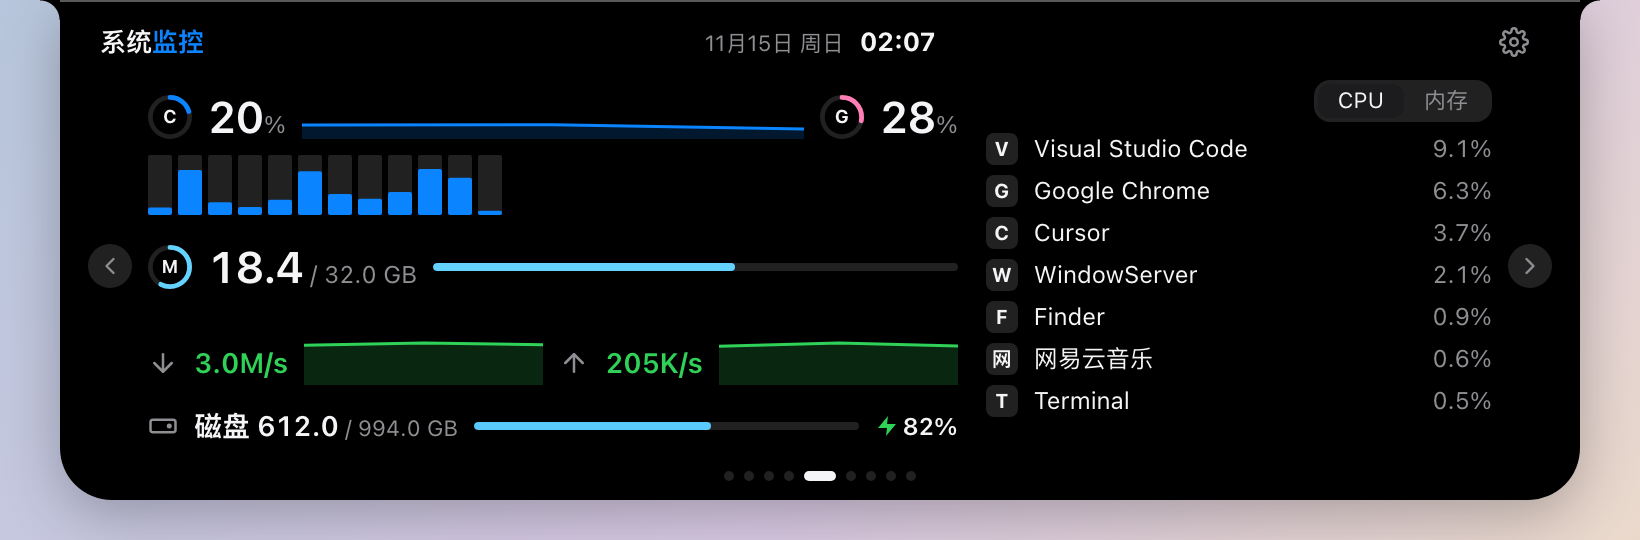 系统监控
11月15日 周日 02:07
C 20% G 28%
M 18.4 / 32.0 GB
3.0M/s 205K/s
磁盘 612.0 / 994.0 GB 82%
CPU 内存
V Visual Studio Code 9.1%
G Google Chrome 6.3%
C Cursor 3.7%
W WindowServer 2.1%
F Finder 0.9%
网 网易云音乐 0.6%
T Terminal 0.5%